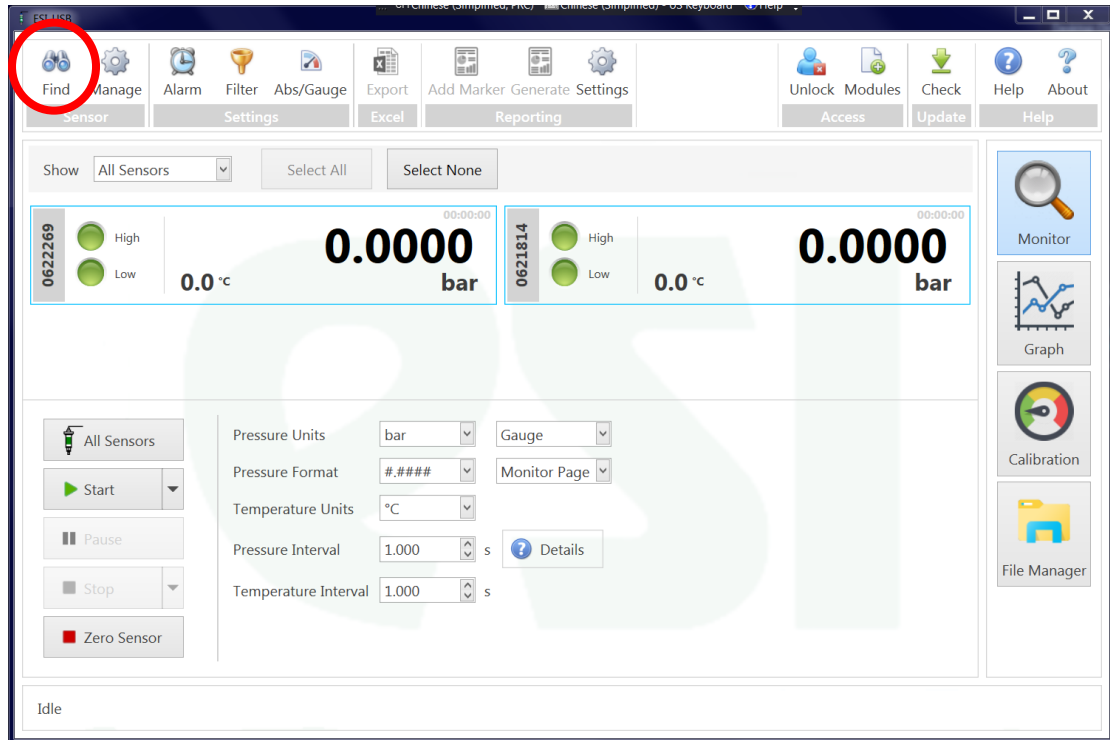 Chinese (Simplified, PRC) Chinese (Simplified) - US Keyboard Help
ESI-USB
Find Manage Alarm Filter Abs/Gauge Export Add Marker Generate Settings Unlock Modules Check Help About
Sensor Settings Excel Reporting Access Update Help
Show All Sensors Select All Select None
Monitor
0622269 High Low 0.0 °C 00:00:00 0.0000 bar
0621814 High Low 0.0 °C 00:00:00 0.0000 bar
esi
Graph
Calibration
File Manager
All Sensors
Start
Pause
Stop
Zero Sensor
Pressure Units bar Gauge
Pressure Format #.#### Monitor Page
Temperature Units °C
Pressure Interval 1.000 s Details
Temperature Interval 1.000 s
Idle